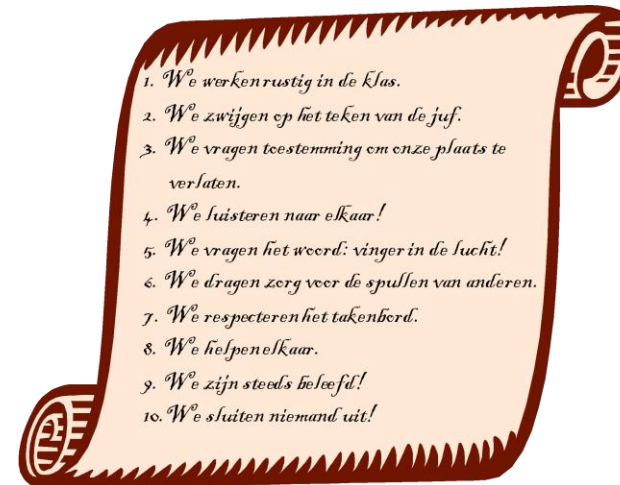 1. We werken rustig in de klas.
2. We zwijgen op het teken van de juf.
3. We vragen toestemming om onze plaats te
verlaten.
4. We luisteren naar elkaar!
5. We vragen het woord: vinger in de lucht!
6. We dragen zorg voor de spullen van anderen.
7. We respecteren het takenbord.
8. We helpen elkaar.
9. We zijn steeds beleefd!
10. We sluiten niemand uit!